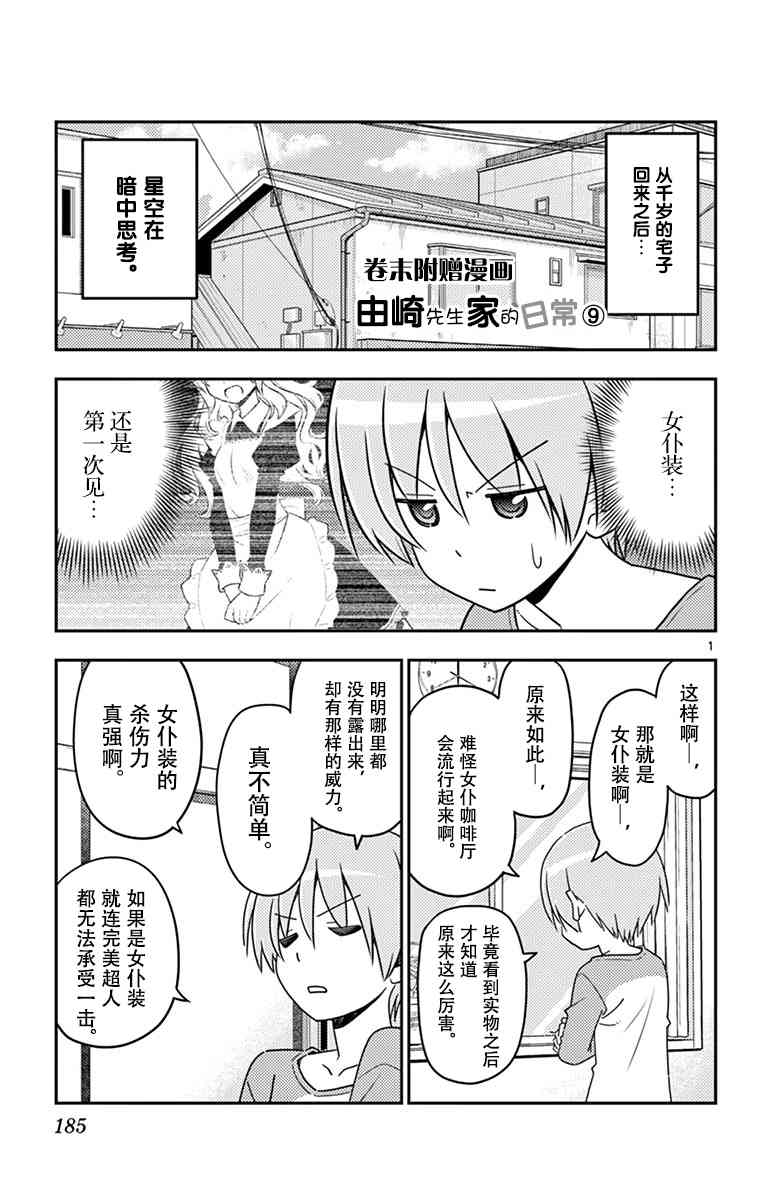 从千岁的宅子
回来之后…
星空在
暗中思考。
卷末附赠漫画
由崎先生家的日常⑨
女仆装…
还是
第一次见…
1
这样啊—，
那就是
女仆装啊—，
原来如此—，
难怪女仆咖啡厅
会流行起来啊。
毕竟看到实物之后
才知道
原来这么厉害。
明明哪里都
没有露出来，
却有那样的威力。
真不简单。
女仆装的
杀伤力
真强啊。
如果是女仆装
就连完美超人
都无法承受一击。
185